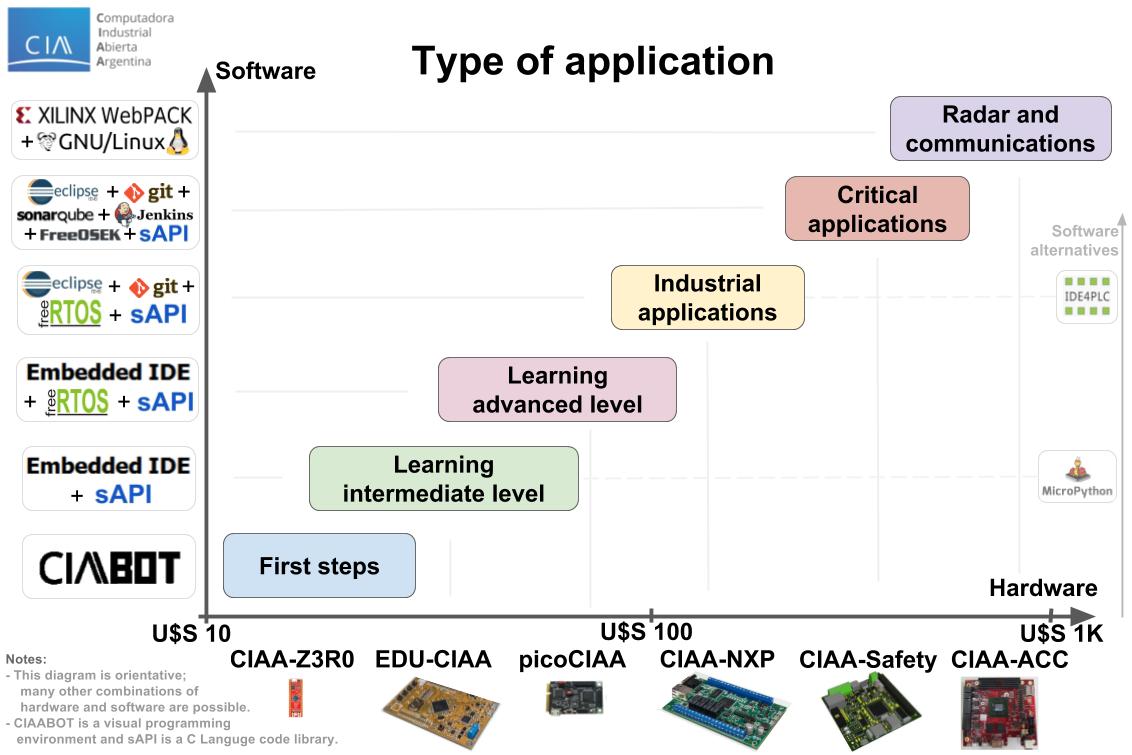 CIAA
Computadora
Industrial
Abierta
Argentina
Type of application
Software
XILINX WebPACK
+ GNU/Linux
Radar and
communications
eclipse + git +
sonarqube + Jenkins
+ FreeOSEK + sAPI
Critical
applications
Software
alternatives
eclipse + git +
freeRTOS + sAPI
Industrial
applications
IDE4PLC
Embedded IDE
+ freeRTOS + sAPI
Learning
advanced level
Embedded IDE
+ sAPI
Learning
intermediate level
MicroPython
CIAABOT
First steps
Hardware
U$S 10
U$S 100
U$S 1K
CIAA-Z3R0
EDU-CIAA
picoCIAA
CIAA-NXP
CIAA-Safety
CIAA-ACC
Notes:
- This diagram is orientative;
many other combinations of
hardware and software are possible.
- CIAABOT is a visual programming
environment and sAPI is a C Languge code library.